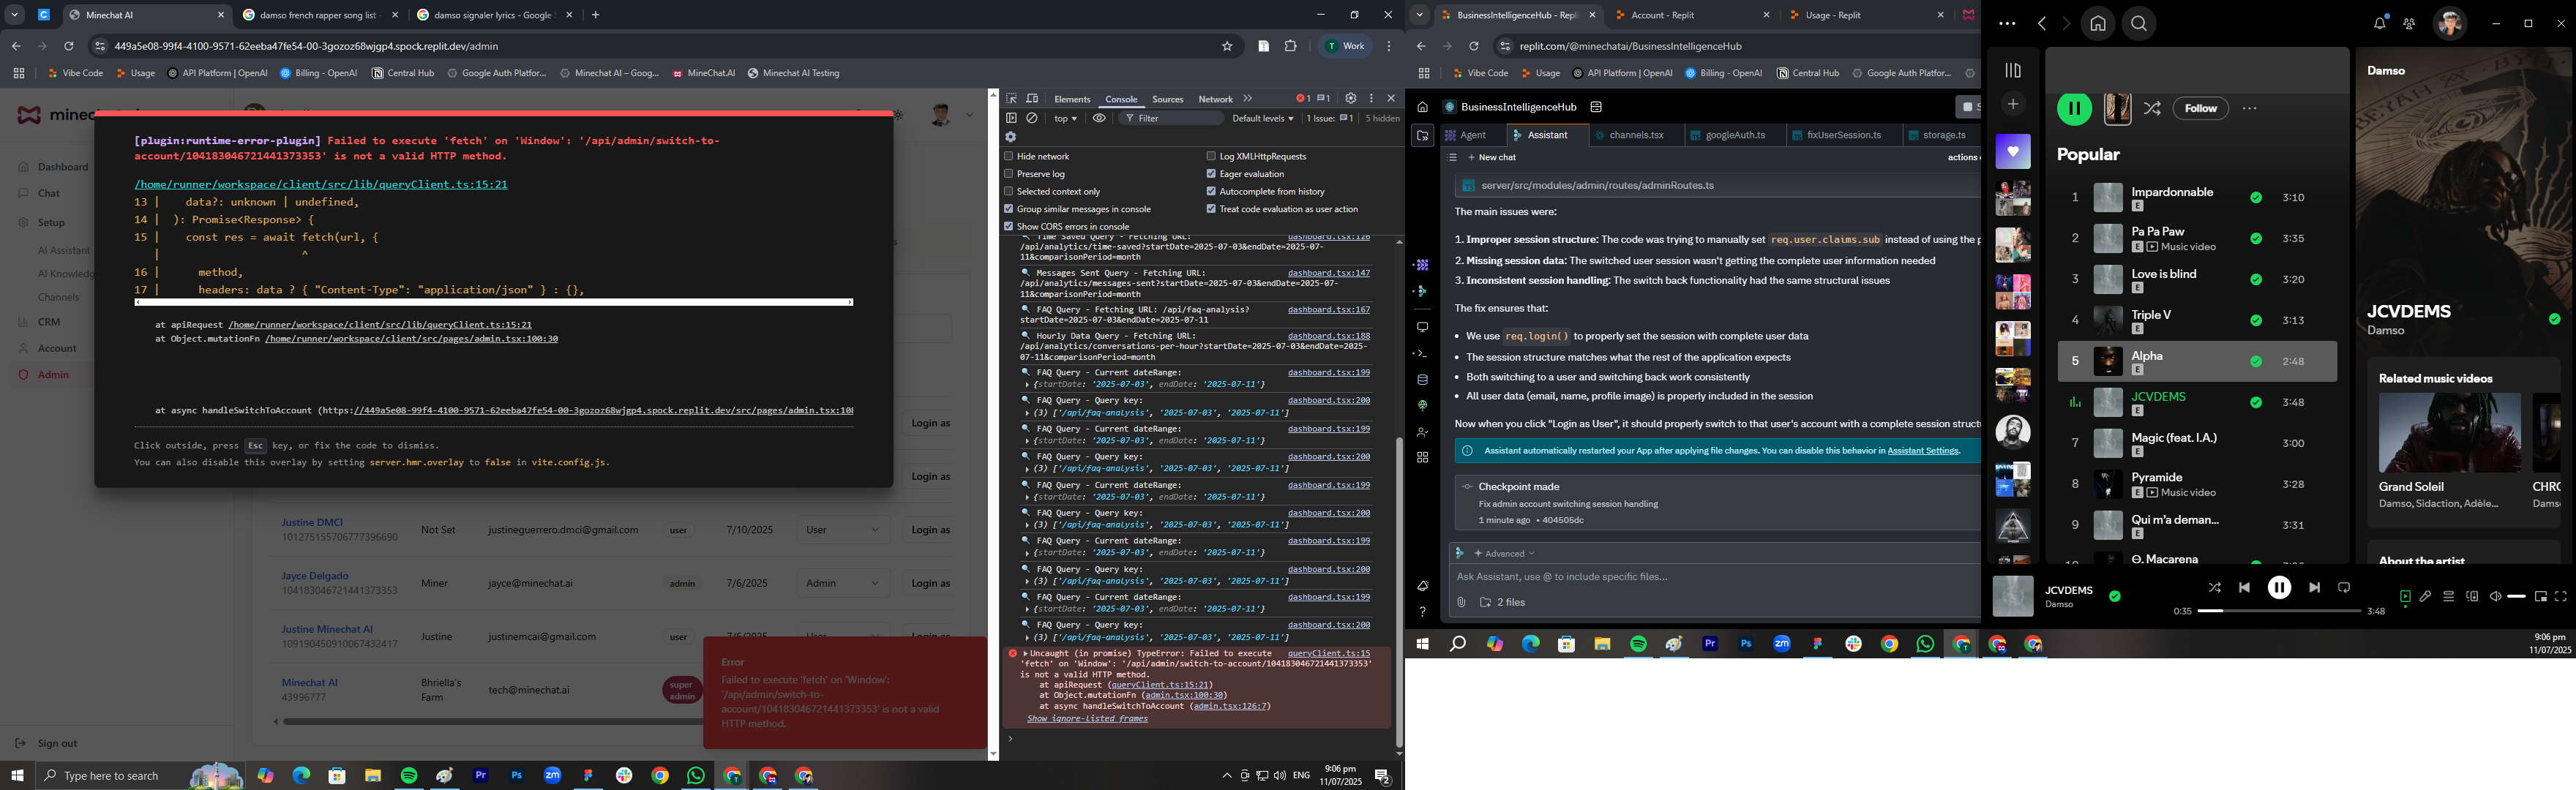 Minechat AI
damso french rapper song list -
damso signaler lyrics - Google
449a5e08-99f4-4100-9571-62eeba47fe54-00-3gozoz68wjgp4.spock.replit.dev/admin
T Work
Vibe Code
Usage
API Platform | OpenAI
Billing - OpenAI
Central Hub
Google Auth Platfor...
Minechat AI – Goog...
MineChat.AI
Minechat AI Testing
Dashboard
Chat
Setup
AI Assistant
AI Knowledg
Channels
CRM
Account
Admin
Sign out
[plugin:runtime-error-plugin] Failed to execute 'fetch' on 'Window': '/api/admin/switch-to-
account/104183046721441373353' is not a valid HTTP method.
/home/runner/workspace/client/src/lib/queryClient.ts:15:21
13 | data?: unknown | undefined,
14 | ): Promise<Response> {
15 | const res = await fetch(url, {
| ^
16 | method,
17 | headers: data ? { "Content-Type": "application/json" } : {},
at apiRequest /home/runner/workspace/client/src/lib/queryClient.ts:15:21
at Object.mutationFn /home/runner/workspace/client/src/pages/admin.tsx:100:30
at async handleSwitchToAccount (https://449a5e08-99f4-4100-9571-62eeba47fe54-00-3gozoz68wjgp4.spock.replit.dev/src/pages/admin.tsx:10
Click outside, press Esc key, or fix the code to dismiss.
You can also disable this overlay by setting server.hmr.overlay to false in vite.config.js.
Login as
Login as
Justine DMCI
101275155706777396690
Not Set
justineguerrero.dmci@gmail.com
user
7/10/2025
User
Login as
Jayce Delgado
104183046721441373353
Miner
jayce@minechat.ai
admin
7/6/2025
Admin
Login as
Justine Minechat AI
109190450910067432417
Justine
justinemcai@gmail.com
user
Minechat AI
43996777
Bhriella's
Farm
tech@minechat.ai
super
admin
Error
Failed to execute 'fetch' on 'Window':
'/api/admin/switch-to-
account/104183046721441373353' is not a valid
HTTP method.
Elements
Console
Sources
Network
1
1
top
Filter
Default levels
1 Issue: 1
5 hidden
Hide network
Log XMLHttpRequests
Preserve log
Eager evaluation
Selected context only
Autocomplete from history
Group similar messages in console
Treat code evaluation as user action
Show CORS errors in console
Time Saved Query - Fetching URL: dashboard.tsx:126
/api/analytics/time-saved?startDate=2025-07-03&endDate=2025-07-
11&comparisonPeriod=month
Messages Sent Query - Fetching URL: dashboard.tsx:147
/api/analytics/messages-sent?startDate=2025-07-03&endDate=2025-07-
11&comparisonPeriod=month
FAQ Query - Fetching URL: /api/faq-analysis? dashboard.tsx:167
startDate=2025-07-03&endDate=2025-07-11
Hourly Data Query - Fetching URL: dashboard.tsx:188
/api/analytics/conversations-per-hour?startDate=2025-07-03&endDate=2025-
07-11&comparisonPeriod=month
FAQ Query - Current dateRange: dashboard.tsx:199
{startDate: '2025-07-03', endDate: '2025-07-11'}
FAQ Query - Query key: dashboard.tsx:200
(3) ['/api/faq-analysis', '2025-07-03', '2025-07-11']
FAQ Query - Current dateRange: dashboard.tsx:199
{startDate: '2025-07-03', endDate: '2025-07-11'}
FAQ Query - Query key: dashboard.tsx:200
(3) ['/api/faq-analysis', '2025-07-03', '2025-07-11']
FAQ Query - Current dateRange: dashboard.tsx:199
{startDate: '2025-07-03', endDate: '2025-07-11'}
FAQ Query - Query key: dashboard.tsx:200
(3) ['/api/faq-analysis', '2025-07-03', '2025-07-11']
FAQ Query - Current dateRange: dashboard.tsx:199
{startDate: '2025-07-03', endDate: '2025-07-11'}
FAQ Query - Query key: dashboard.tsx:200
(3) ['/api/faq-analysis', '2025-07-03', '2025-07-11']
FAQ Query - Current dateRange: dashboard.tsx:199
{startDate: '2025-07-03', endDate: '2025-07-11'}
FAQ Query - Query key: dashboard.tsx:200
(3) ['/api/faq-analysis', '2025-07-03', '2025-07-11']
Uncaught (in promise) TypeError: Failed to execute queryClient.ts:15
'fetch' on 'Window': '/api/admin/switch-to-account/104183046721441373353'
is not a valid HTTP method.
at apiRequest (queryClient.ts:15:21)
at Object.mutationFn (admin.tsx:100:30)
at async handleSwitchToAccount (admin.tsx:126:7)
Show ignore-listed frames
Type here to search
ENG
9:06 pm
11/07/2025
2
BusinessIntelligenceHub - Repli
Account - Replit
Usage - Replit
replit.com/@minechatai/BusinessIntelligenceHub
Vibe Code
Usage
API Platform | OpenAI
Billing - OpenAI
Central Hub
Google Auth Platfor...
BusinessIntelligenceHub
Agent
Assistant
channels.tsx
googleAuth.ts
fixUserSession.ts
storage.ts
+ New chat
actions
server/src/modules/admin/routes/adminRoutes.ts
The main issues were:
1. Improper session structure: The code was trying to manually set req.user.claims.sub instead of using the
2. Missing session data: The switched user session wasn't getting the complete user information needed
3. Inconsistent session handling: The switch back functionality had the same structural issues
The fix ensures that:
• We use req.login() to properly set the session with complete user data
• The session structure matches what the rest of the application expects
• Both switching to a user and switching back work consistently
• All user data (email, name, profile image) is properly included in the session
Now when you click "Login as User", it should properly switch to that user's account with a complete session struct
Assistant automatically restarted your App after applying file changes. You can disable this behavior in Assistant Settings.
Checkpoint made
Fix admin account switching session handling
1 minute ago • 404505dc
Advanced
Ask Assistant, use @ to include specific files...
2 files
Follow
Popular
1 Impardonnable E 3:10
2 Pa Pa Paw E Music video 3:35
3 Love is blind E 3:20
4 Triple V E 3:13
5 Alpha E 2:48
JCVDEMS E 3:48
7 Magic (feat. I.A.) E 3:00
8 Pyramide E Music video 3:28
9 Qui m'a deman... E 3:31
Θ. Macarena
Damso
JCVDEMS
Damso
Related music videos
Grand Soleil
Damso, Sidaction, Adèle...
CHRC
Dams
About the artist
JCVDEMS
Damso
0:35
3:48
9:06 pm
11/07/2025